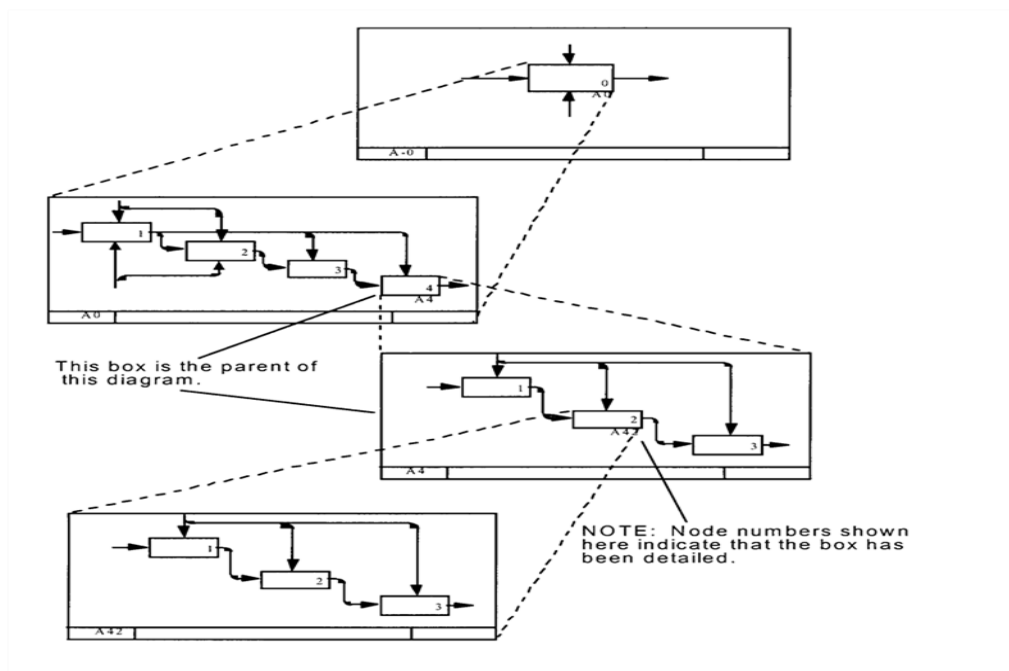 0
A0
A-0
1
2
3
4
A4
A0
This box is the parent of
this diagram.
1
2
A42
3
A4
NOTE: Node numbers shown
here indicate that the box has
been detailed.
1
2
3
A42